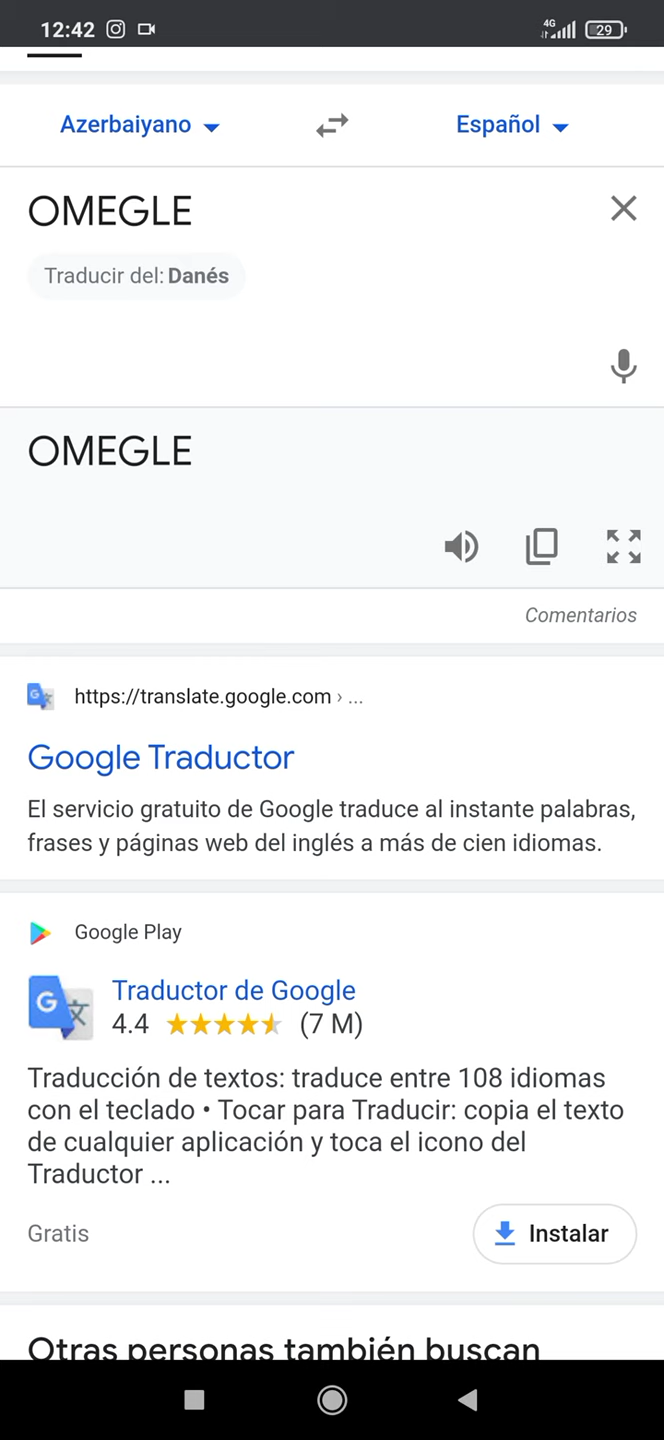 12:42
4G
29
Azerbaiyano
Español
OMEGLE
Traducir del: Danés
OMEGLE
Comentarios
https://translate.google.com › ...
Google Traductor
El servicio gratuito de Google traduce al instante palabras,
frases y páginas web del inglés a más de cien idiomas.
Google Play
Traductor de Google
4.4 (7 M)
Traducción de textos: traduce entre 108 idiomas
con el teclado • Tocar para Traducir: copia el texto
de cualquier aplicación y toca el icono del
Traductor ...
Gratis
Instalar
Otras personas también buscan